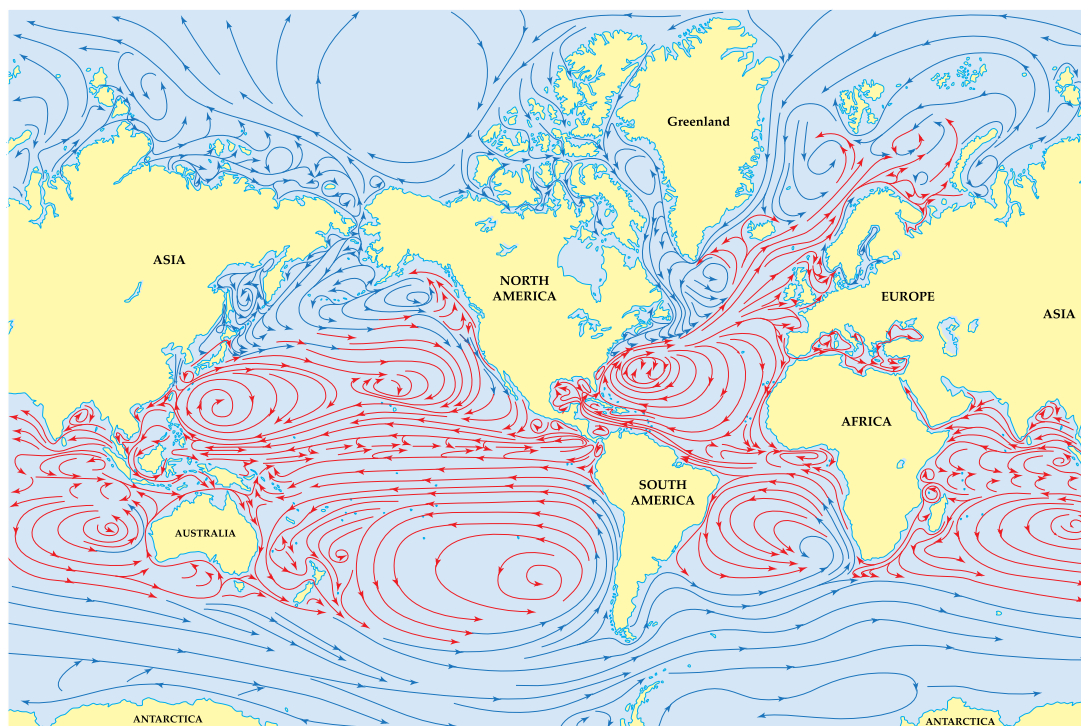 Greenland
ASIA
NORTH
AMERICA
EUROPE
ASIA
AFRICA
SOUTH
AMERICA
AUSTRALIA
ANTARCTICA
ANTARCTICA